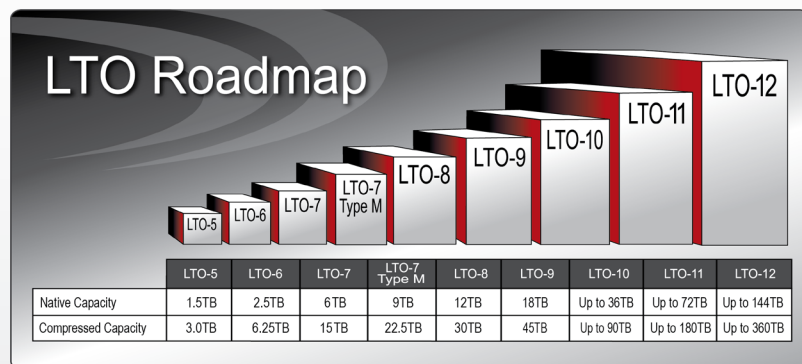 LTO Roadmap
LTO-5
LTO-6
LTO-7
LTO-7
Type M
LTO-8
LTO-9
LTO-10
LTO-11
LTO-12
LTO-5 LTO-6 LTO-7 LTO-7 Type M LTO-8 LTO-9 LTO-10 LTO-11 LTO-12
Native Capacity 1.5TB 2.5TB 6TB 9TB 12TB 18TB Up to 36TB Up to 72TB Up to 144TB
Compressed Capacity 3.0TB 6.25TB 15TB 22.5TB 30TB 45TB Up to 90TB Up to 180TB Up to 360TB